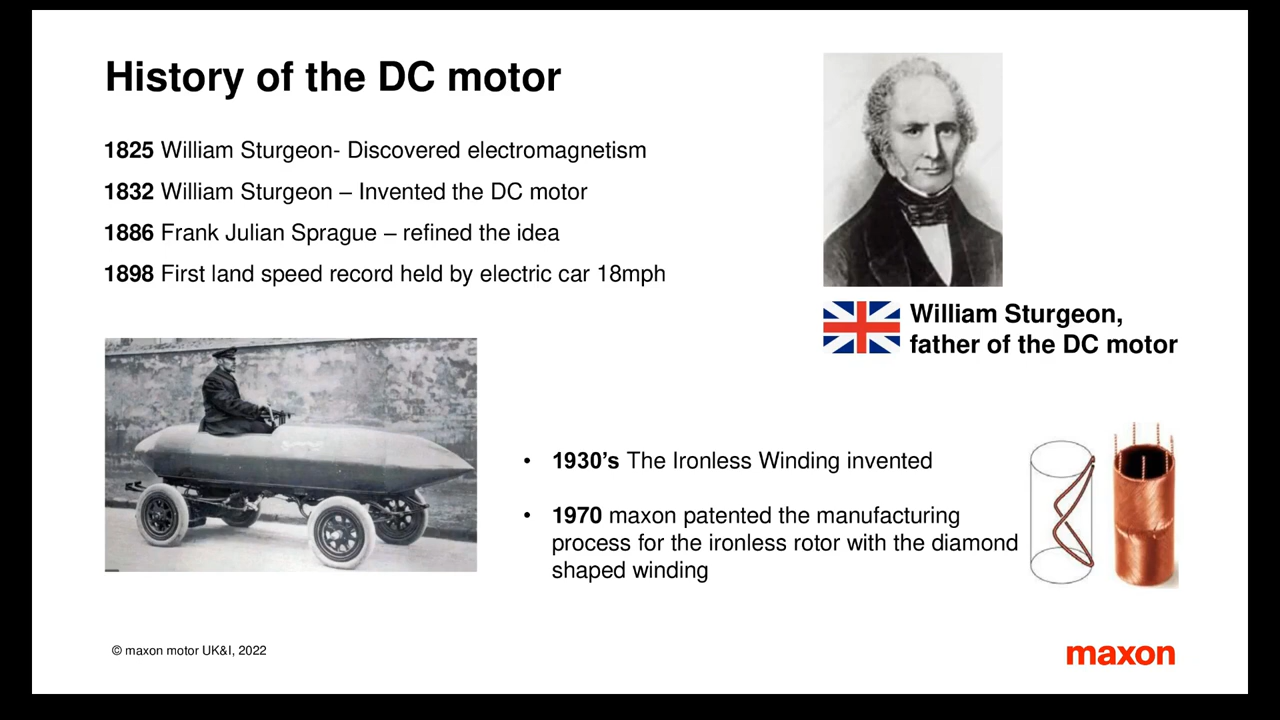 History of the DC motor
1825 William Sturgeon- Discovered electromagnetism
1832 William Sturgeon – Invented the DC motor
1886 Frank Julian Sprague – refined the idea
1898 First land speed record held by electric car 18mph
William Sturgeon,
father of the DC motor
• 1930’s The Ironless Winding invented
• 1970 maxon patented the manufacturing
process for the ironless rotor with the diamond
shaped winding
© maxon motor UK&I, 2022
maxon